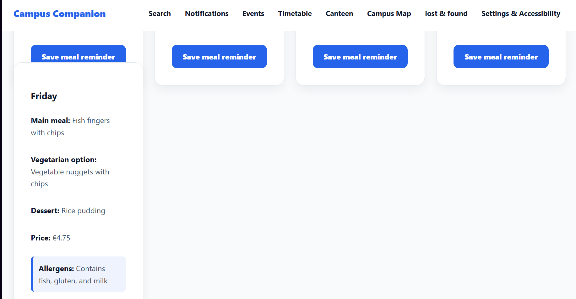 Campus Companion
Search Notifications Events Timetable Canteen Campus Map lost & found Settings & Accessibility
Save meal reminder Save meal reminder Save meal reminder Save meal reminder
Friday
Main meal: Fish fingers
with chips
Vegetarian option:
Vegetable nuggets with
chips
Dessert: Rice pudding
Price: €4.75
Allergens: Contains
fish, gluten, and milk